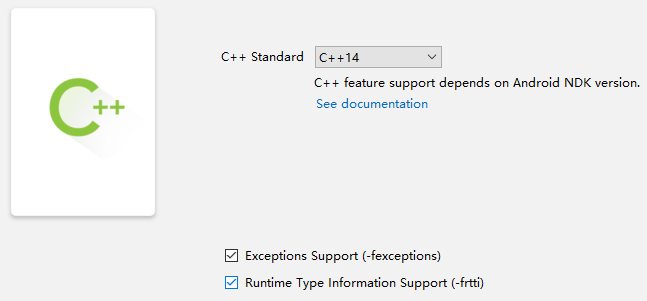 C++
C++ Standard
C++14
C++ feature support depends on Android NDK version.
See documentation
Exceptions Support (-fexceptions)
Runtime Type Information Support (-frtti)